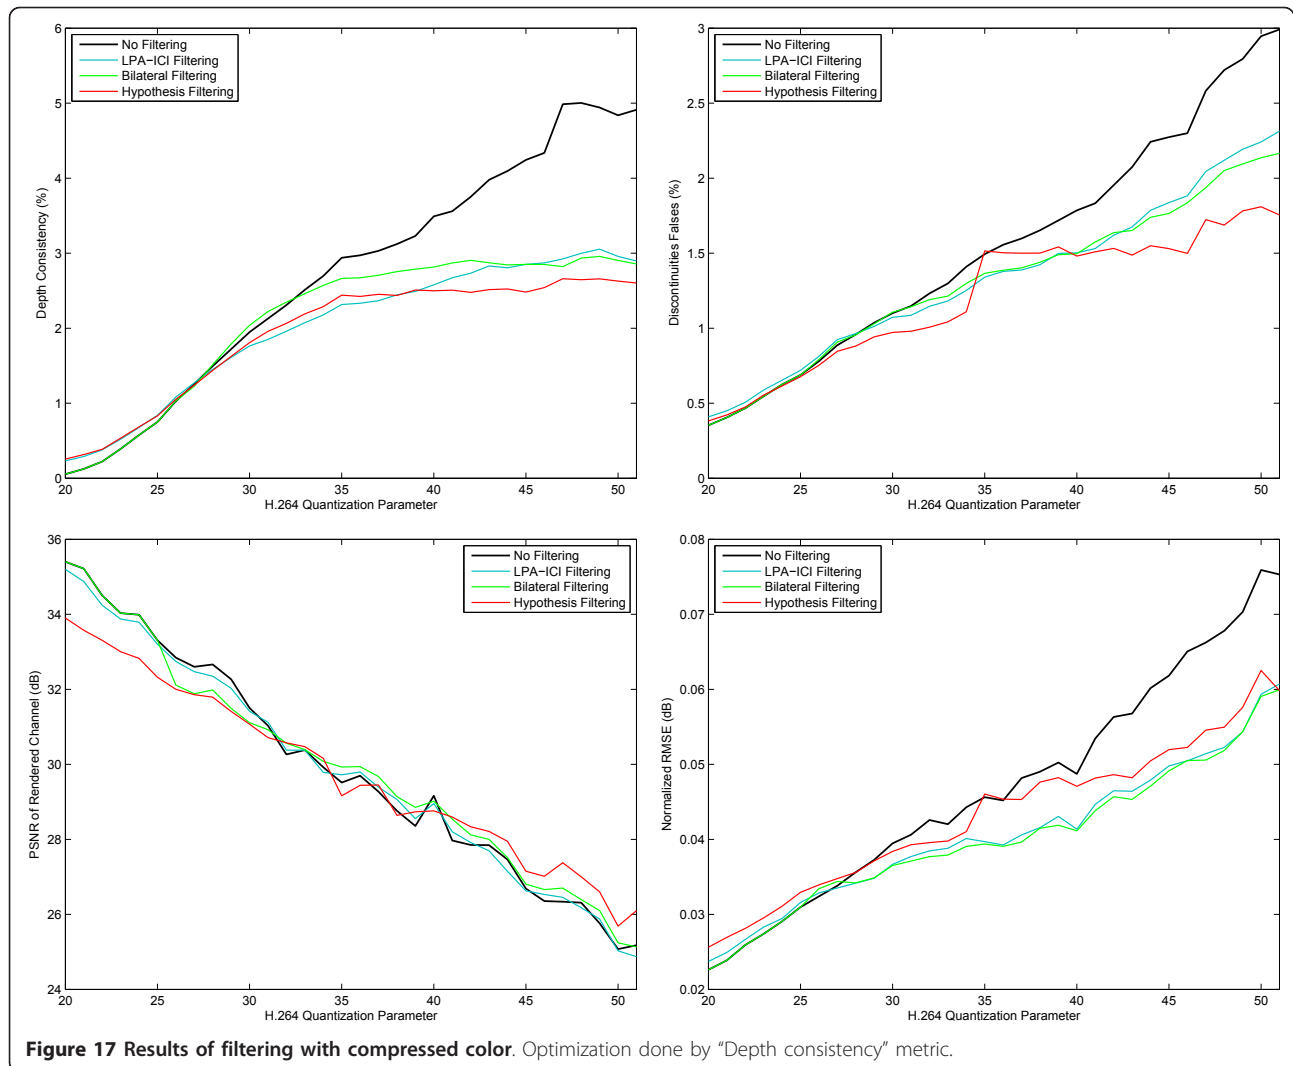 6
5
4
3
2
1
0
Depth Consistency (%)
No Filtering
LPA-ICI Filtering
Bilateral Filtering
Hypothesis Filtering
20 25 30 35 40 45 50
H.264 Quantization Parameter
3
2.5
2
1.5
1
0.5
0
Discontinuities Falses (%)
No Filtering
LPA-ICI Filtering
Bilateral Filtering
Hypothesis Filtering
20 25 30 35 40 45 50
H.264 Quantization Parameter
36
34
32
30
28
26
24
PSNR of Rendered Channel (dB)
No Filtering
LPA-ICI Filtering
Bilateral Filtering
Hypothesis Filtering
20 25 30 35 40 45 50
H.264 Quantization Parameter
0.08
0.07
0.06
0.05
0.04
0.03
0.02
Normalized RMSE (dB)
No Filtering
LPA-ICI Filtering
Bilateral Filtering
Hypothesis Filtering
20 25 30 35 40 45 50
H.264 Quantization Parameter
Figure 17 Results of filtering with compressed color. Optimization done by “Depth consistency” metric.